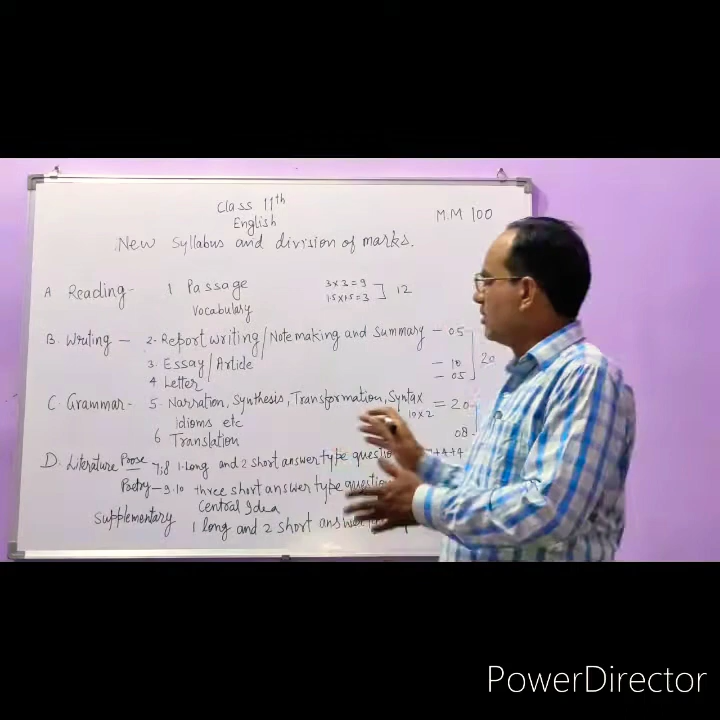 Class 11th
English
M.M 100
New Syllabus and division of marks.
A Reading- 1 Passage 3x3=9
Vocabulary 1.5x1.5=3 ] 12
B. Writing - 2. Report writing/Notemaking and Summary - 05
3. Essay/Article - 10 ] 20
4 Letter - 05
C. Grammar - 5. Narration, Synthesis, Transformation, Syntax = 20
Idioms etc 10x2
6 Translation 08
D. Literature Prose - 7,8 1-Long and 2 short answer type +4+4
Poetry - 9.10 Three short answer type
Central Idea
Supplementary 1 long and 2 short
PowerDirector